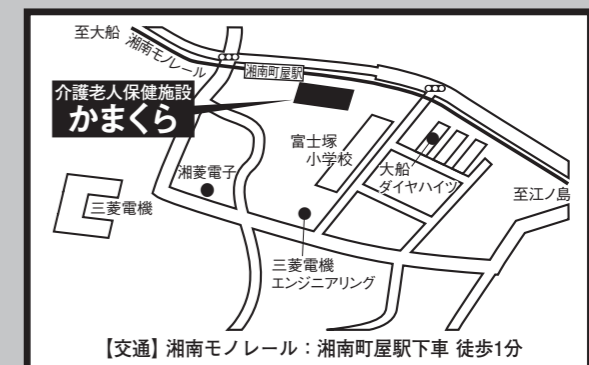 至大船
湘南モノレール
湘南町屋駅
介護老人保健施設
かまくら
富士塚
小学校
大船
ダイヤハイツ
湘菱電子
至江ノ島
三菱電機
三菱電機
エンジニアリング
【交通】湘南モノレール：湘南町屋駅下車 徒歩1分